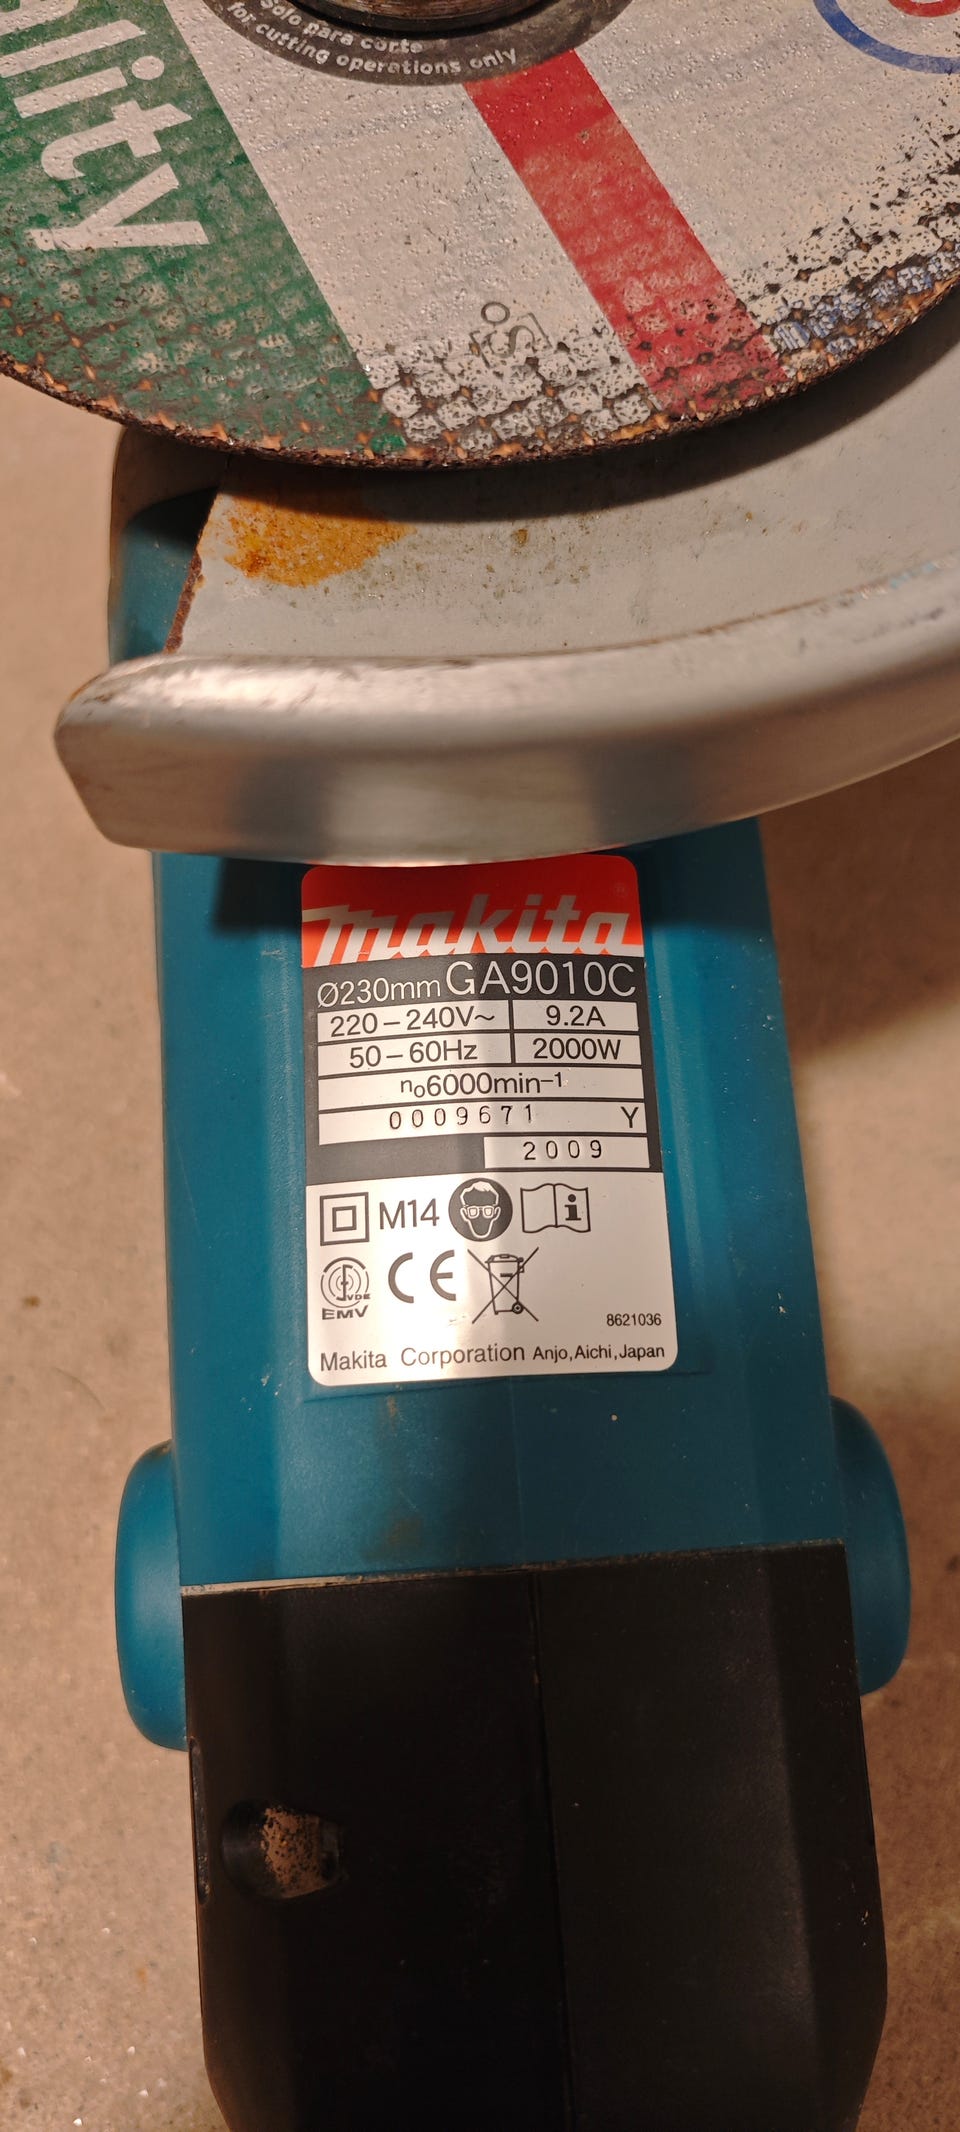 Solo para corte
for cutting operations only
lity
oSa
makita
Ø230mm GA9010C
220–240V~ 9.2A
50–60Hz 2000W
n₀6000min⁻¹
0009671 Y
2009
M14
VDE
EMV
CE
8621036
Makita Corporation Anjo,Aichi,Japan